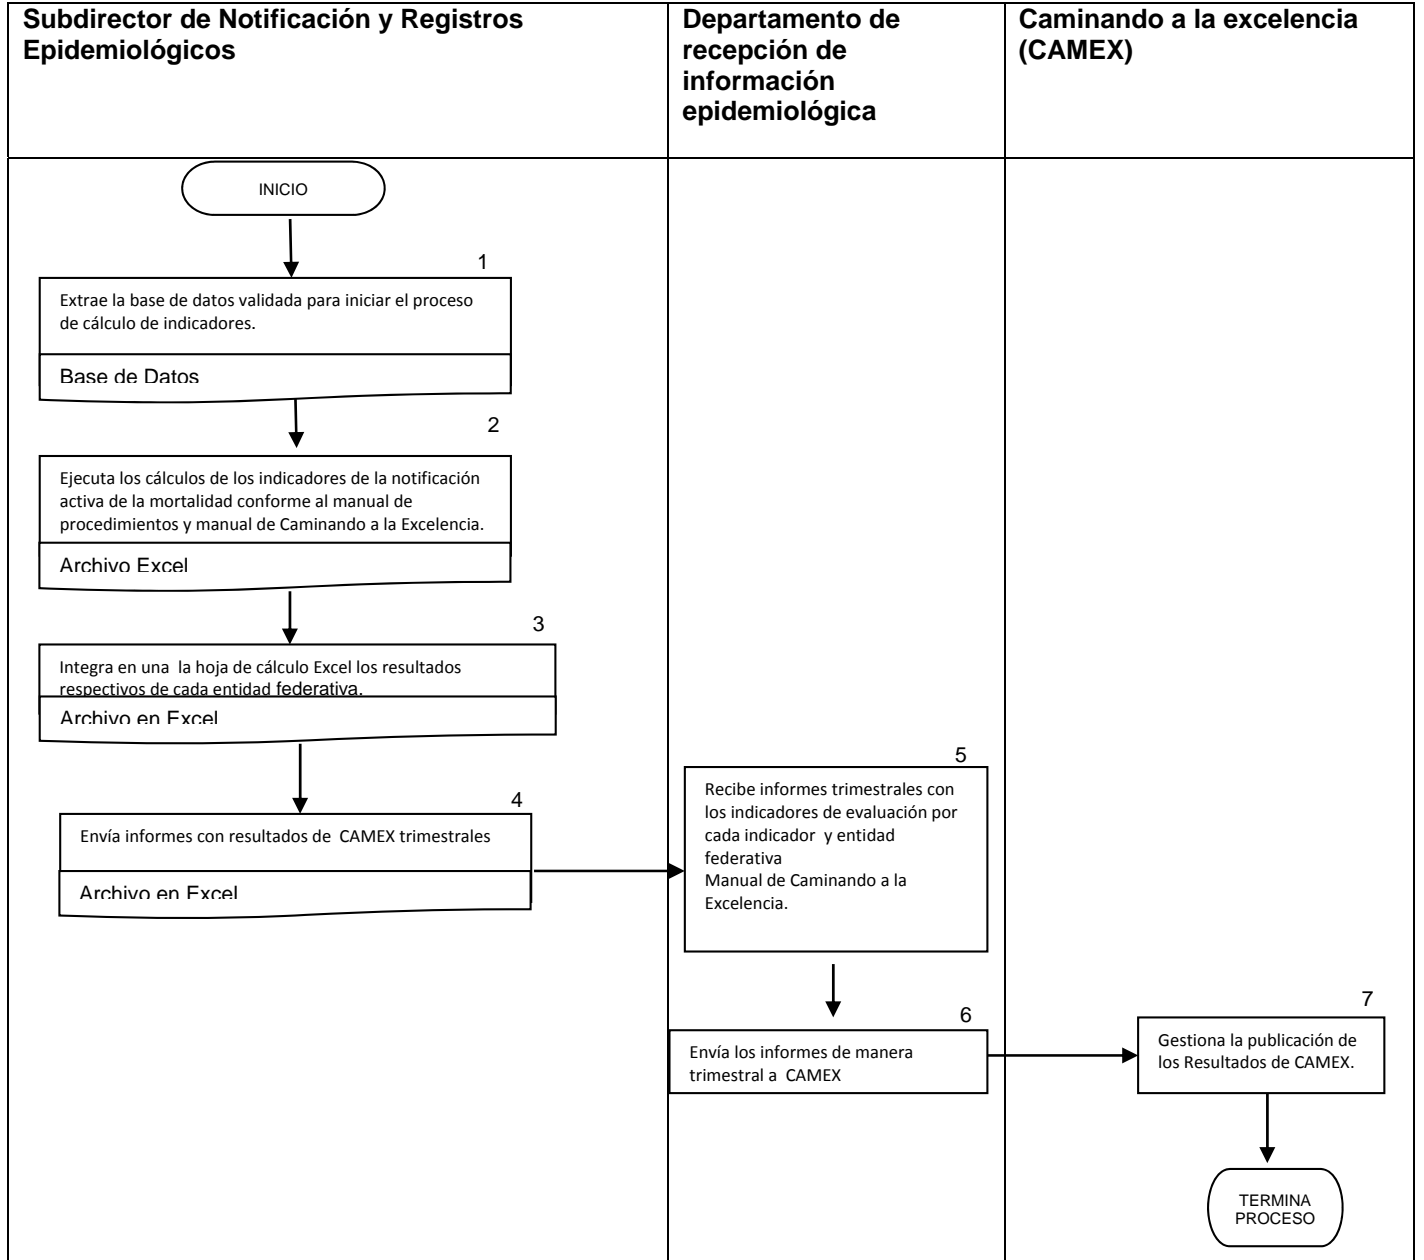 Subdirector de Notificación y Registros
Epidemiológicos
Departamento de
recepción de
información
epidemiológica
Caminando a la excelencia
(CAMEX)
INICIO
1
Extrae la base de datos validada para iniciar el proceso
de cálculo de indicadores.
Base de Datos
2
Ejecuta los cálculos de los indicadores de la notificación
activa de la mortalidad conforme al manual de
procedimientos y manual de Caminando a la Excelencia.
Archivo Excel
3
Integra en una  la hoja de cálculo Excel los resultados
respectivos de cada entidad federativa.
Archivo en Excel
4
Envía informes con resultados de  CAMEX trimestrales
Archivo en Excel
5
Recibe informes trimestrales con
los indicadores de evaluación por
cada indicador  y entidad
federativa
Manual de Caminando a la
Excelencia.
6
Envía los informes de manera
trimestral a  CAMEX
7
Gestiona la publicación de
los Resultados de CAMEX.
TERMINA
PROCESO